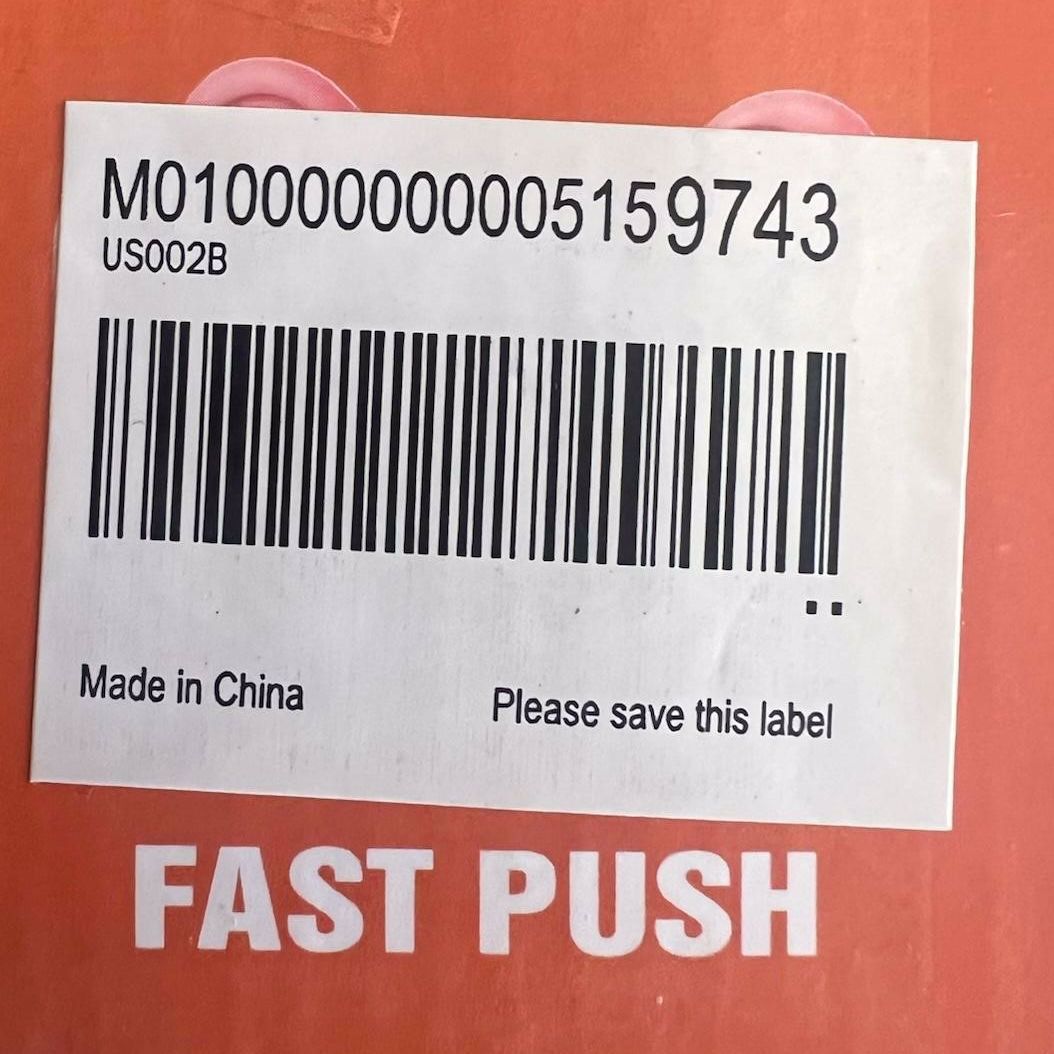 M010000000005159743
US002B
Made in China
Please save this label
FAST PUSH